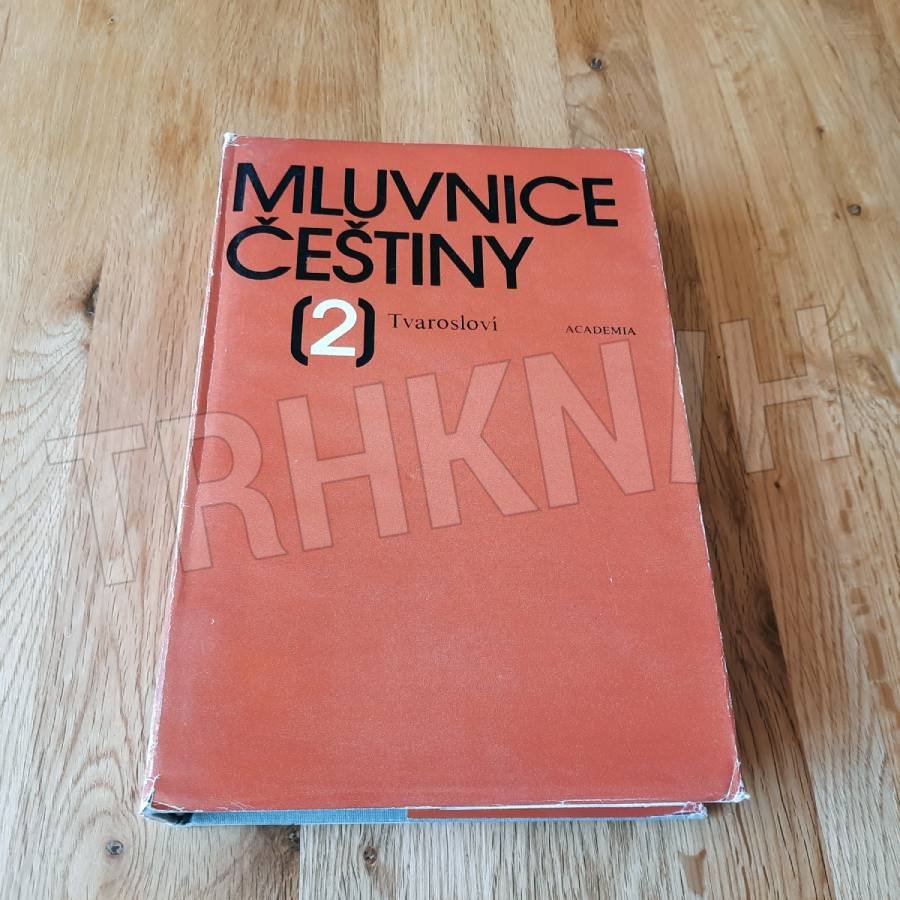 MLUVNICE
ČEŠTINY
(2) Tvarosloví ACADEMIA
TRHKNIH